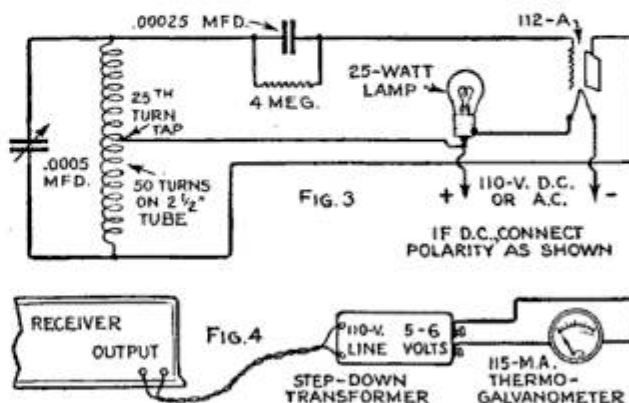 .00025 MFD.
112-A
25-WATT
LAMP
4 MEG.
25TH
TURN
TAP
.0005
MFD.
50 TURNS
ON 2 1/2"
TUBE
FIG. 3
+ 110-V. D.C. -
OR A.C.
IF D.C., CONNECT
POLARITY AS SHOWN
RECEIVER
OUTPUT
FIG. 4
110-V. 5-6
LINE VOLTS
STEP-DOWN
TRANSFORMER
115-M.A.
THERMO-
GALVANOMETER